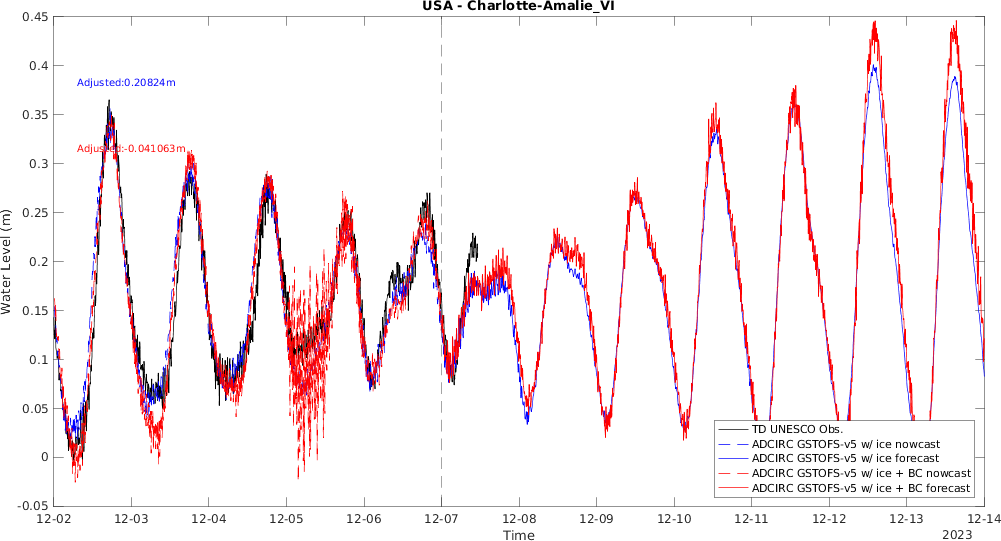 USA - Charlotte-Amalie_VI
0.45
0.4
0.35
0.3
0.25
0.2
0.15
0.1
0.05
0
-0.05
Water Level (m)
Adjusted:0.20824m
Adjusted:-0.041063m
TD UNESCO Obs.
ADCIRC GSTOFS-v5 w/ ice nowcast
ADCIRC GSTOFS-v5 w/ ice forecast
ADCIRC GSTOFS-v5 w/ ice + BC nowcast
ADCIRC GSTOFS-v5 w/ ice + BC forecast
12-02 12-03 12-04 12-05 12-06 12-07 12-08 12-09 12-10 12-11 12-12 12-13 12-14
Time
2023